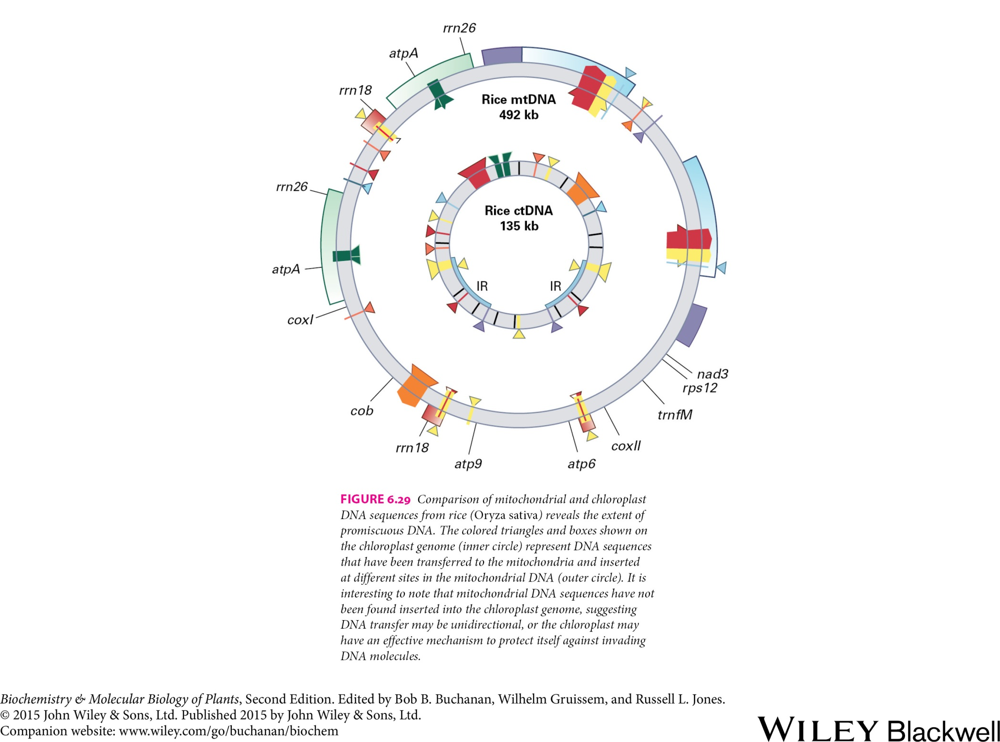 rrn26
atpA
rrn18
Rice mtDNA
492 kb
rrn26
Rice ctDNA
135 kb
atpA
IR
IR
coxI
nad3
rps12
cob
trnfM
rrn18
coxII
atp9
atp6
FIGURE 6.29 Comparison of mitochondrial and chloroplast
DNA sequences from rice (Oryza sativa) reveals the extent of
promiscuous DNA. The colored triangles and boxes shown on
the chloroplast genome (inner circle) represent DNA sequences
that have been transferred to the mitochondria and inserted
at different sites in the mitochondrial DNA (outer circle). It is
interesting to note that mitochondrial DNA sequences have not
been found inserted into the chloroplast genome, suggesting
DNA transfer may be unidirectional, or the chloroplast may
have an effective mechanism to protect itself against invading
DNA molecules.
Biochemistry & Molecular Biology of Plants, Second Edition. Edited by Bob B. Buchanan, Wilhelm Gruissem, and Russell L. Jones.
© 2015 John Wiley & Sons, Ltd. Published 2015 by John Wiley & Sons, Ltd.
Companion website: www.wiley.com/go/buchanan/biochem
WILEY Blackwell